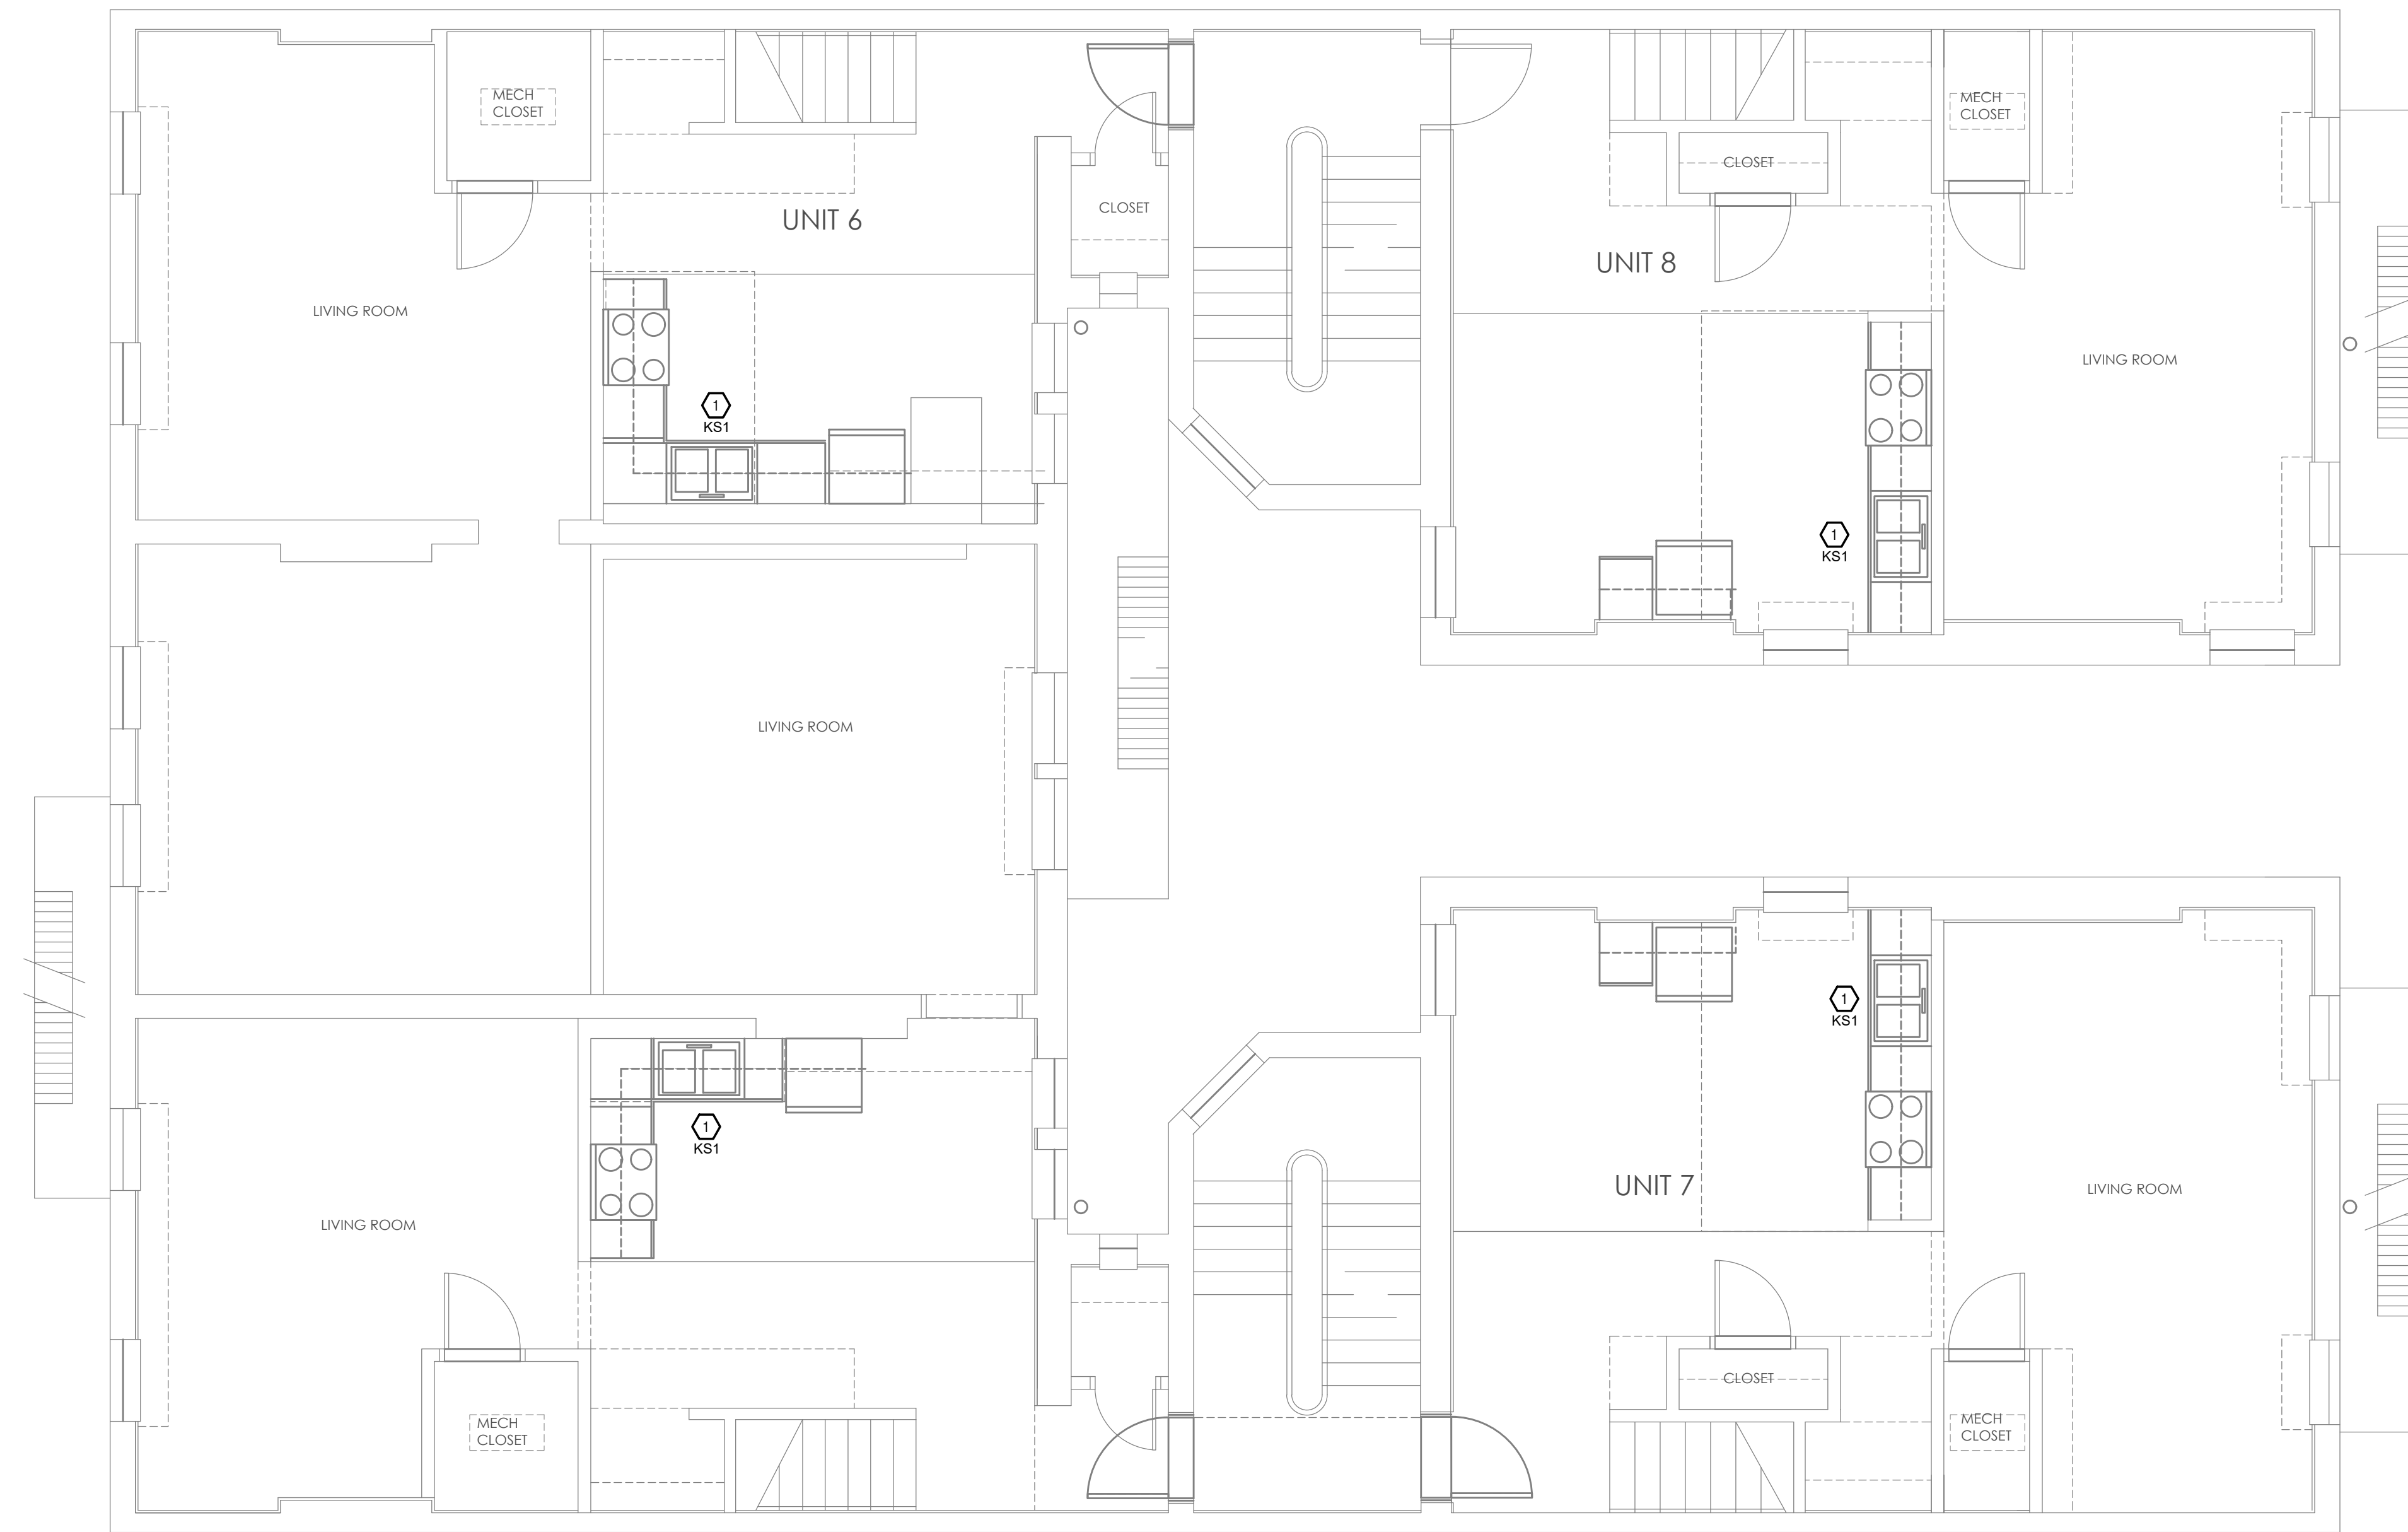 MECH
CLOSET
MECH
CLOSET
CLOSET
CLOSET
UNIT 6
UNIT 8
LIVING ROOM
LIVING ROOM
1
KS1
1
KS1
LIVING ROOM
1
KS1
1
KS1
UNIT 7
LIVING ROOM
LIVING ROOM
CLOSET
MECH
CLOSET
MECH
CLOSET